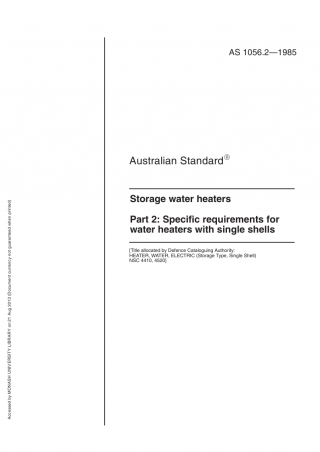 AS 1056.2—1985
Australian Standard®
Storage water heaters
Part 2: Specific requirements for
water heaters with single shells
[Title allocated by Defence Cataloguing Authority:
HEATER, WATER, ELECTRIC (Storage Type, Single Shell)
NSC 4410, 4520]
Accessed by MONASH UNIVERSITY LIBRARY on 21 Aug 2013 (Document currency not guaranteed when printed)